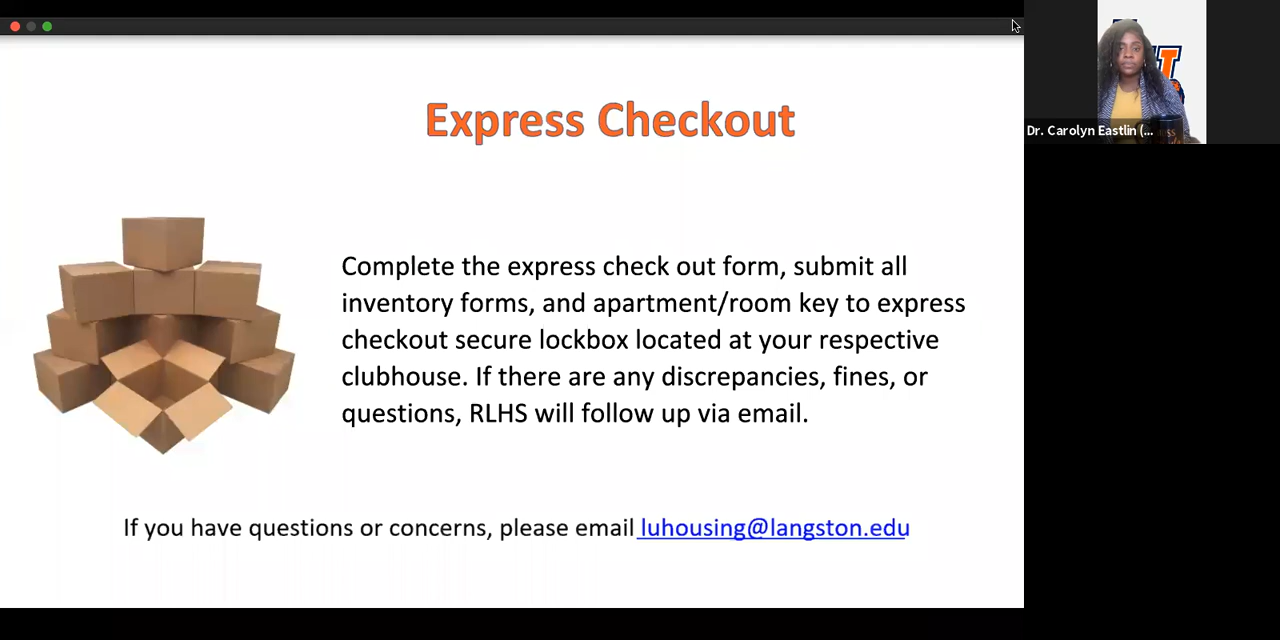 Express Checkout
Complete the express check out form, submit all
inventory forms, and apartment/room key to express
checkout secure lockbox located at your respective
clubhouse. If there are any discrepancies, fines, or
questions, RLHS will follow up via email.
If you have questions or concerns, please email luhousing@langston.edu
Dr. Carolyn Eastlin (...